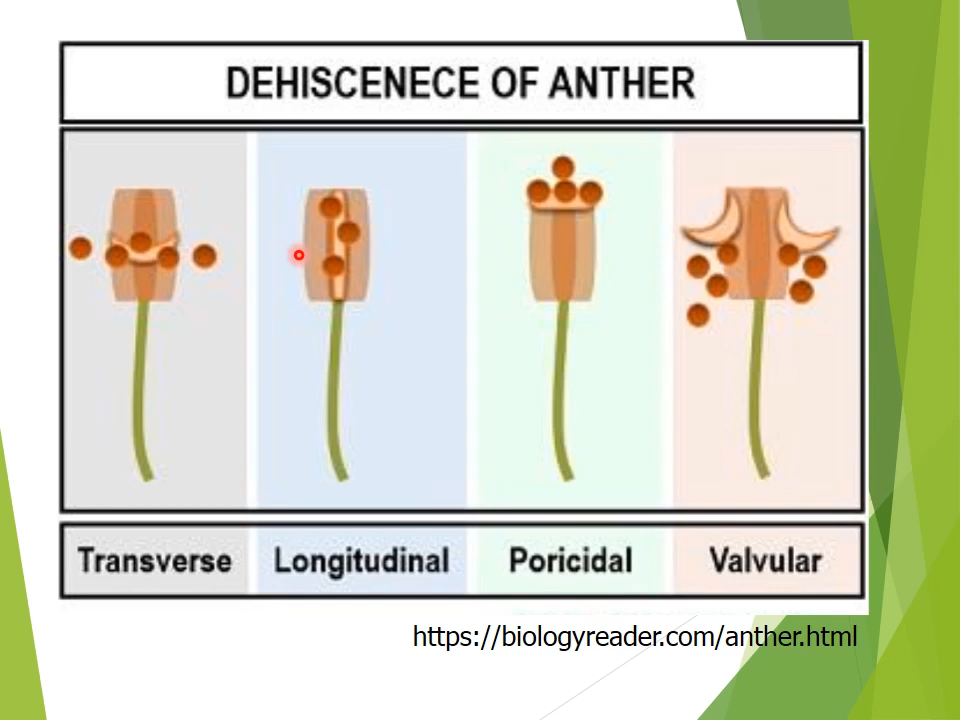 DEHISCENECE OF ANTHER
Transverse Longitudinal Poricidal Valvular
https://biologyreader.com/anther.html